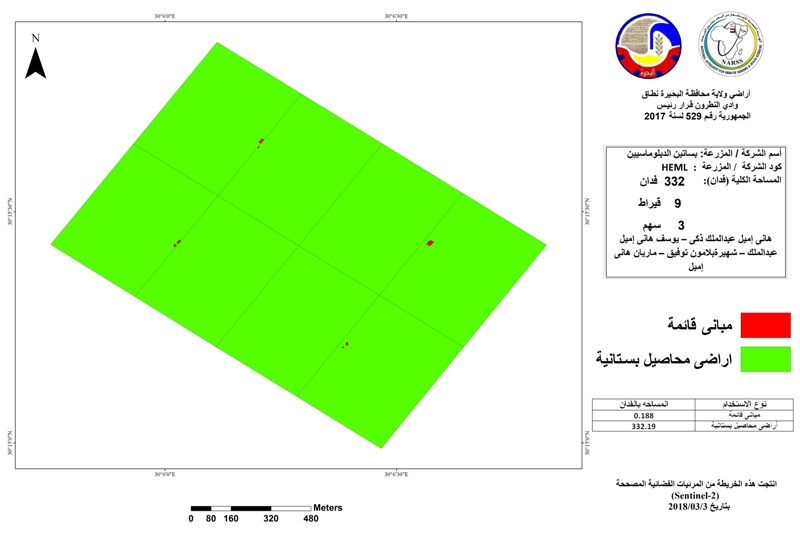 30°6'0"E
30°6'30"E
N
30°15'30"N
30°15'30"N
30°15'0"N
30°15'0"N
30°6'0"E
30°6'30"E
Meters
0 80 160 320 480
NARSS
البحيرة
أراضي ولاية محافظة البحيرة نطاق
وادي النطرون قرار رئيس
الجمهورية رقم 529 لسنة 2017
أسم الشركة / المزرعة: بساتين الدبلوماسيين
كود الشركة / المزرعة : HEML
المساحة الكلية (فدان): 332 فدان
9 قيراط
3 سهم
هانى إميل عبدالملك ذكى – يوسف هانى إميل
عبدالملك – شهيرةبلامون توفيق – ماريان هانى
إميل
مبانى قائمة
اراضى محاصيل بستانية
نوع الاستخدام المساحه بالفدان
مبانى قائمة 0.188
أراضى محاصيل بستانية 332.19
انتجت هذه الخريطة من المرئيات الفضائية المصححة
(Sentinel-2)
بتاريخ 2018/03/3